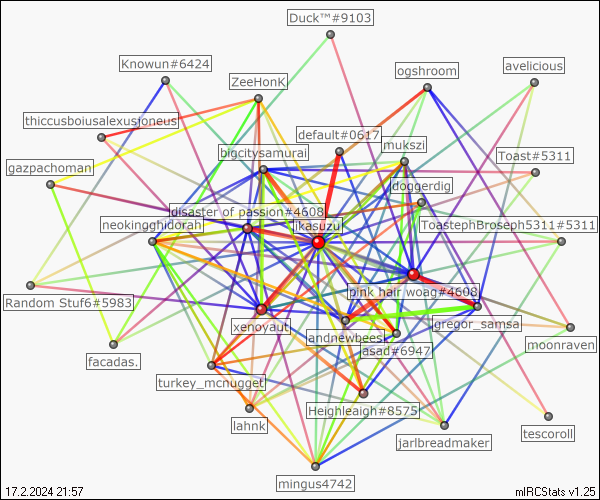 Duck™#9103
Knowun#6424
ogshroom
avelicious
ZeeHonK
thiccusboiusalexusjoneus
default#0617
mukszi
bigcitysamurai
Toast#5311
gazpachoman
doggerdig
disaster of passion#4608
neokingghidorah
jikasuzul
ToastephBroseph5311#5311
pink hair woag#4608
Random Stuf6#5983
gregor_samsa
xenoyaut
andnewbees
moonraven
asad#6947
facadas.
turkey_mcnugget
Heighleaigh#8575
lahnk
tescoroll
jarlbreadmaker
mingus4742
17.2.2024 21:57
mIRCStats v1.25